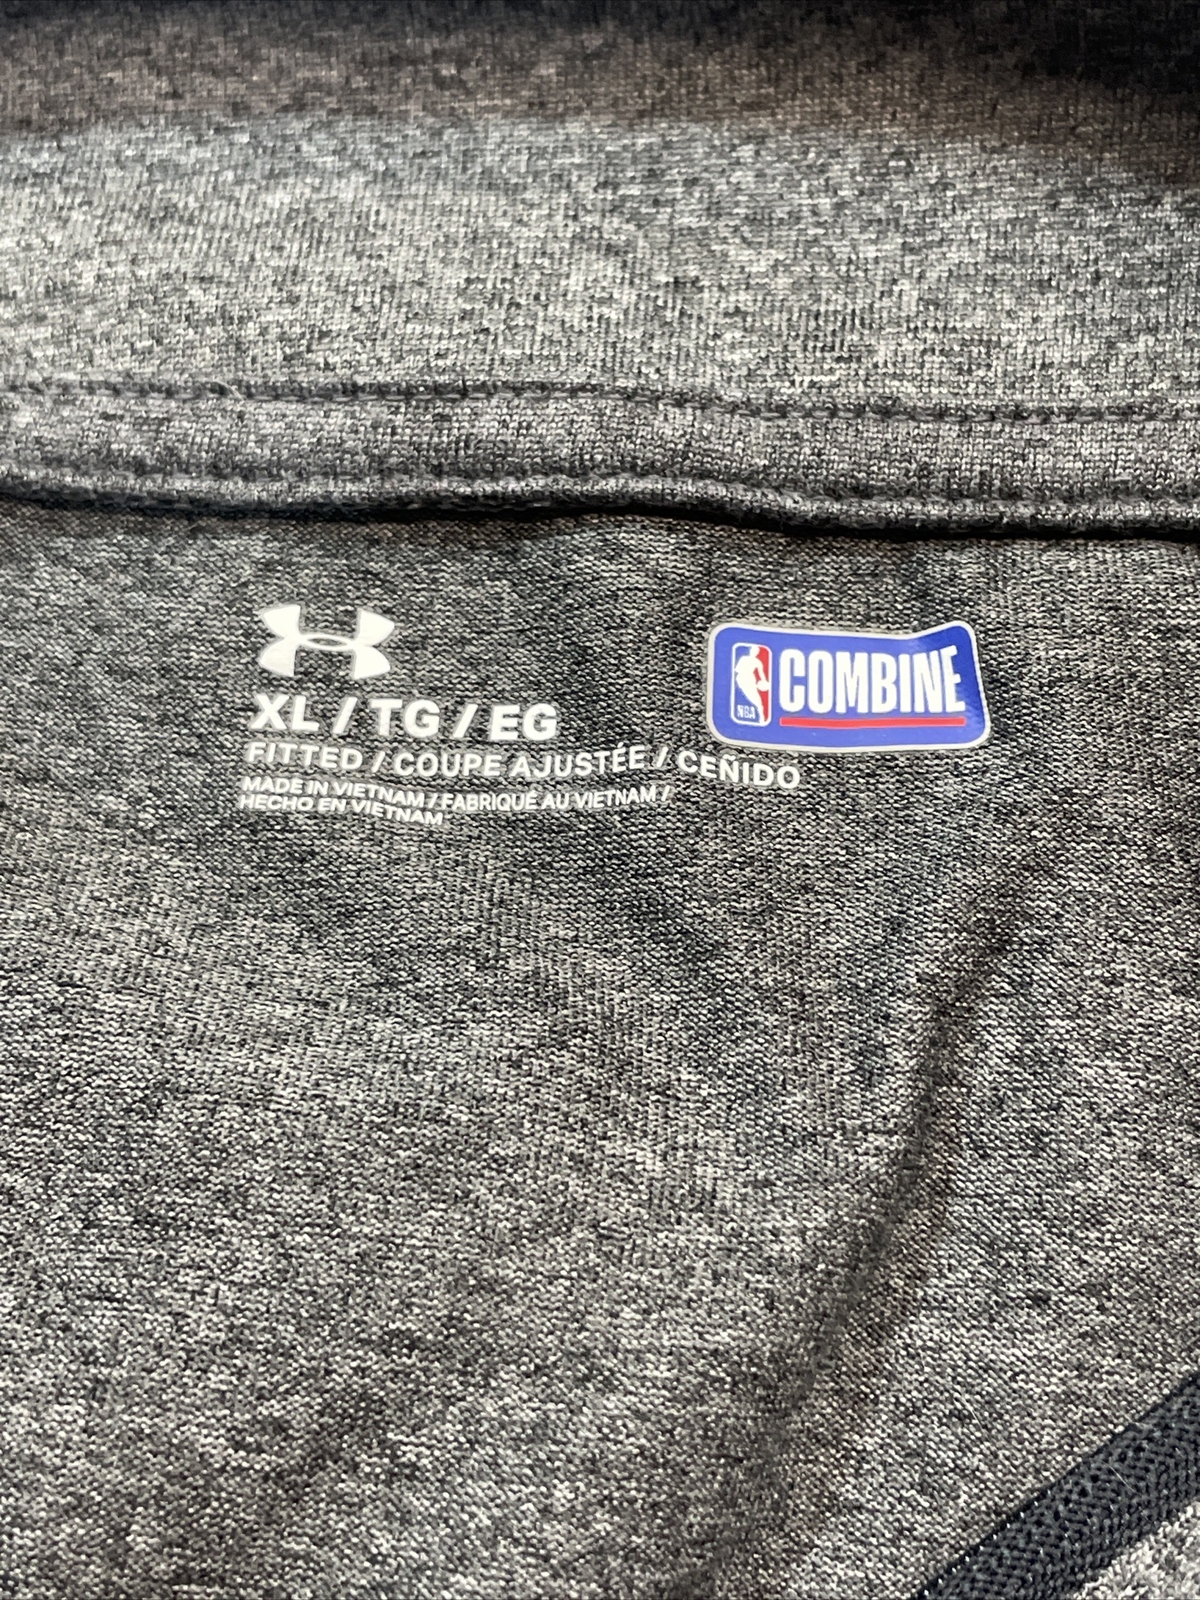 XL / TG / EG
FITTED / COUPE AJUSTÉE / CEÑIDO
MADE IN VIETNAM / FABRIQUÉ AU VIETNAM /
HECHO EN VIETNAM
NBA
COMBINE